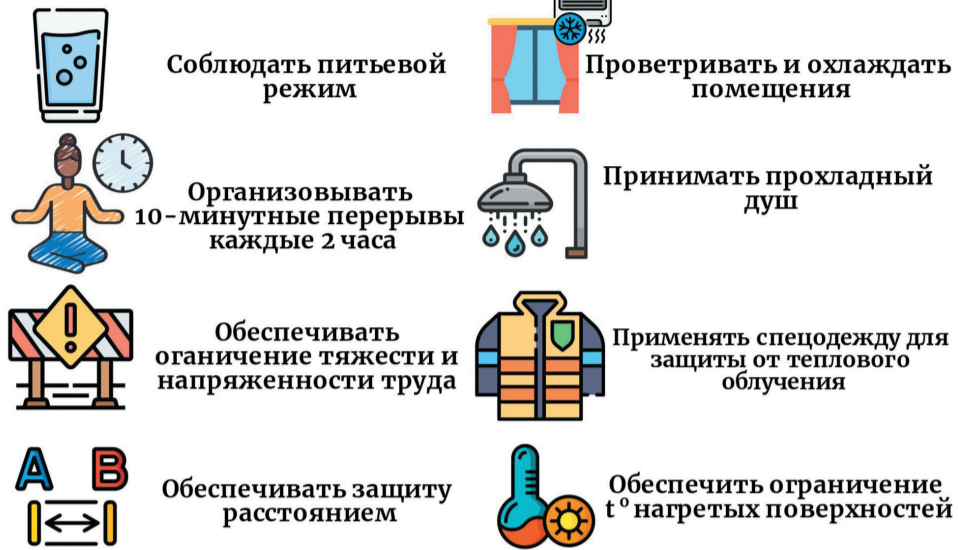 Соблюдать питьевой
режим
Проветривать и охлаждать
помещения
Организовывать
10-минутные перерывы
каждые 2 часа
Принимать прохладный
душ
Обеспечивать
оганичение тяжести и
напряженности труда
Применять спецодежду для
защиты от теплового
облучения
A B
Обеспечивать защиту
расстоянием
Обеспечить ограничение
t° нагретых поверхностей